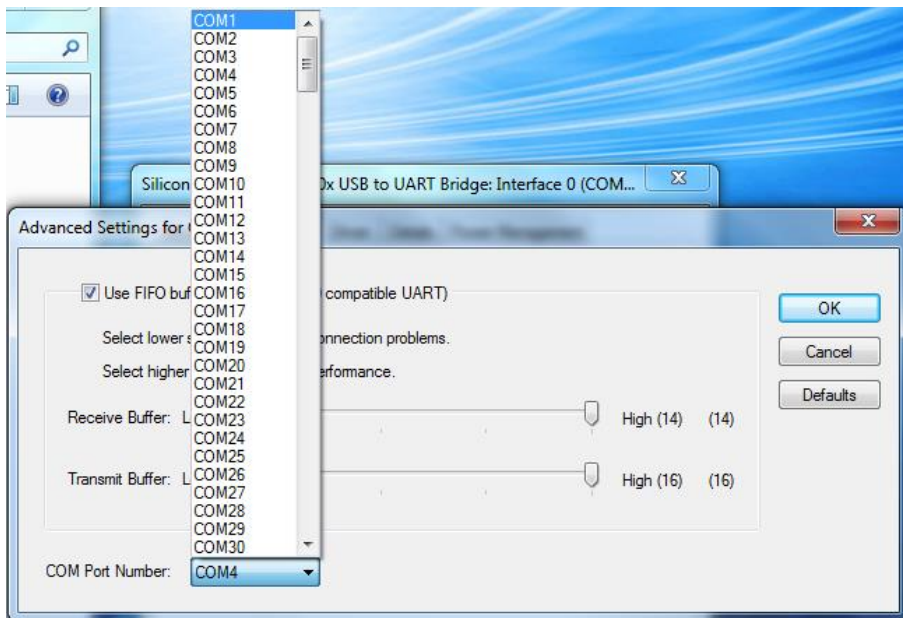 COM1
COM2
COM3
COM4
COM5
COM6
COM7
COM8
COM9
COM10
COM11
COM12
COM13
COM14
COM15
COM16
COM17
COM18
COM19
COM20
COM21
COM22
COM23
COM24
COM25
COM26
COM27
COM28
COM29
COM30
Silicon 0x USB to UART Bridge: Interface 0 (COM...
Advanced Settings for
Use FIFO buf compatible UART)
Select lower s onnection problems.
Select higher erformance.
Receive Buffer: L High (14) (14)
Transmit Buffer: L High (16) (16)
COM Port Number: COM4
OK
Cancel
Defaults